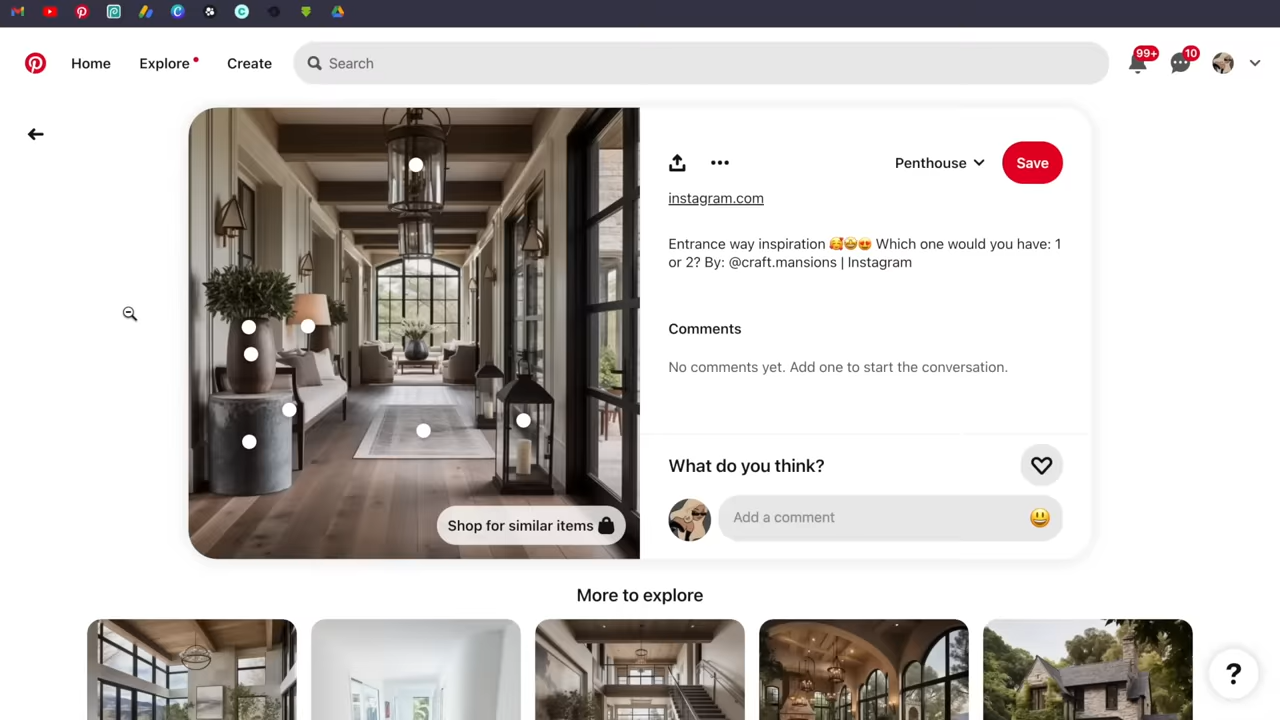 Home
Explore
Create
Search
99+
10
Penthouse
Save
instagram.com
Entrance way inspiration 🥰🤩😍 Which one would you have: 1
or 2? By: @craft.mansions | Instagram
Comments
No comments yet. Add one to start the conversation.
What do you think?
Add a comment
Shop for similar items
More to explore
?